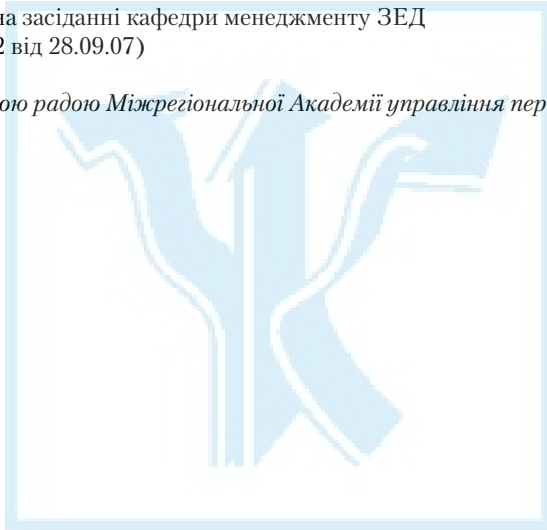 на засіданні кафедри менеджменту ЗЕД
2 від 28.09.07)
ою радою Міжрегіональної Академії управління пер